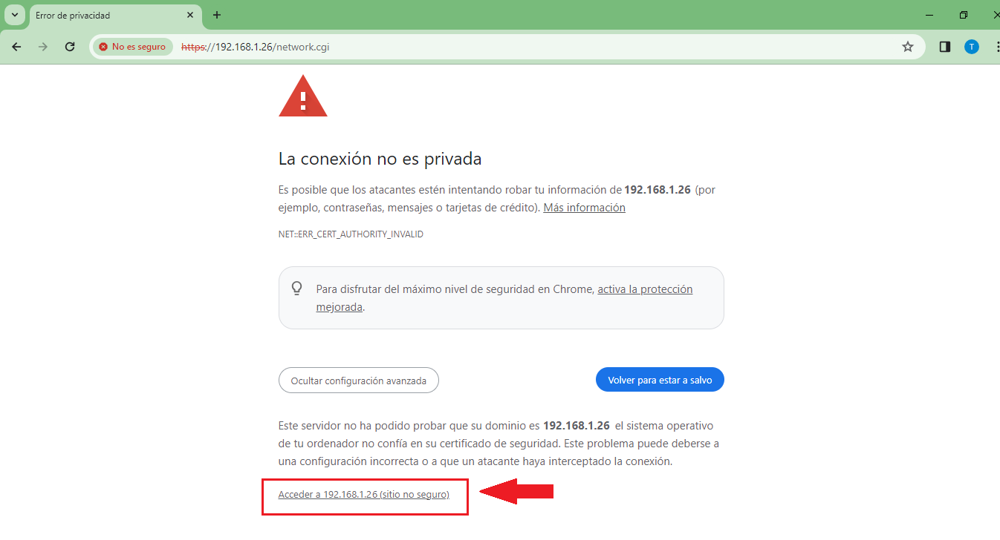 Error de privacidad
No es seguro https://192.168.1.26/network.cgi
T
La conexión no es privada
Es posible que los atacantes estén intentando robar tu información de 192.168.1.26 (por
ejemplo, contraseñas, mensajes o tarjetas de crédito). Más información
NET::ERR_CERT_AUTHORITY_INVALID
Para disfrutar del máximo nivel de seguridad en Chrome, activa la protección
mejorada.
Ocultar configuración avanzada
Volver para estar a salvo
Este servidor no ha podido probar que su dominio es 192.168.1.26 el sistema operativo
de tu ordenador no confía en su certificado de seguridad. Este problema puede deberse a
una configuración incorrecta o a que un atacante haya interceptado la conexión.
Acceder a 192.168.1.26 (sitio no seguro)